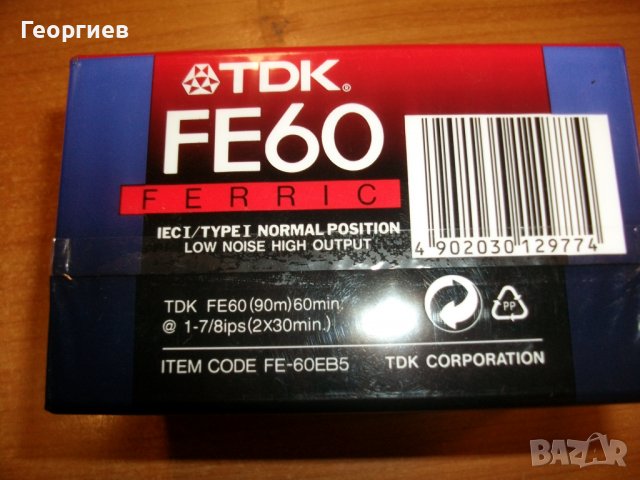 Георгиев
TDK®
FE60
FERRIC
IEC I/TYPE I NORMAL POSITION
LOW NOISE HIGH OUTPUT
4 902030 129774
TDK FE60 (90m) 60min.
@ 1-7/8ips (2X30min.)
PP
ITEM CODE FE-60EB5 TDK CORPORATION
BAZAR